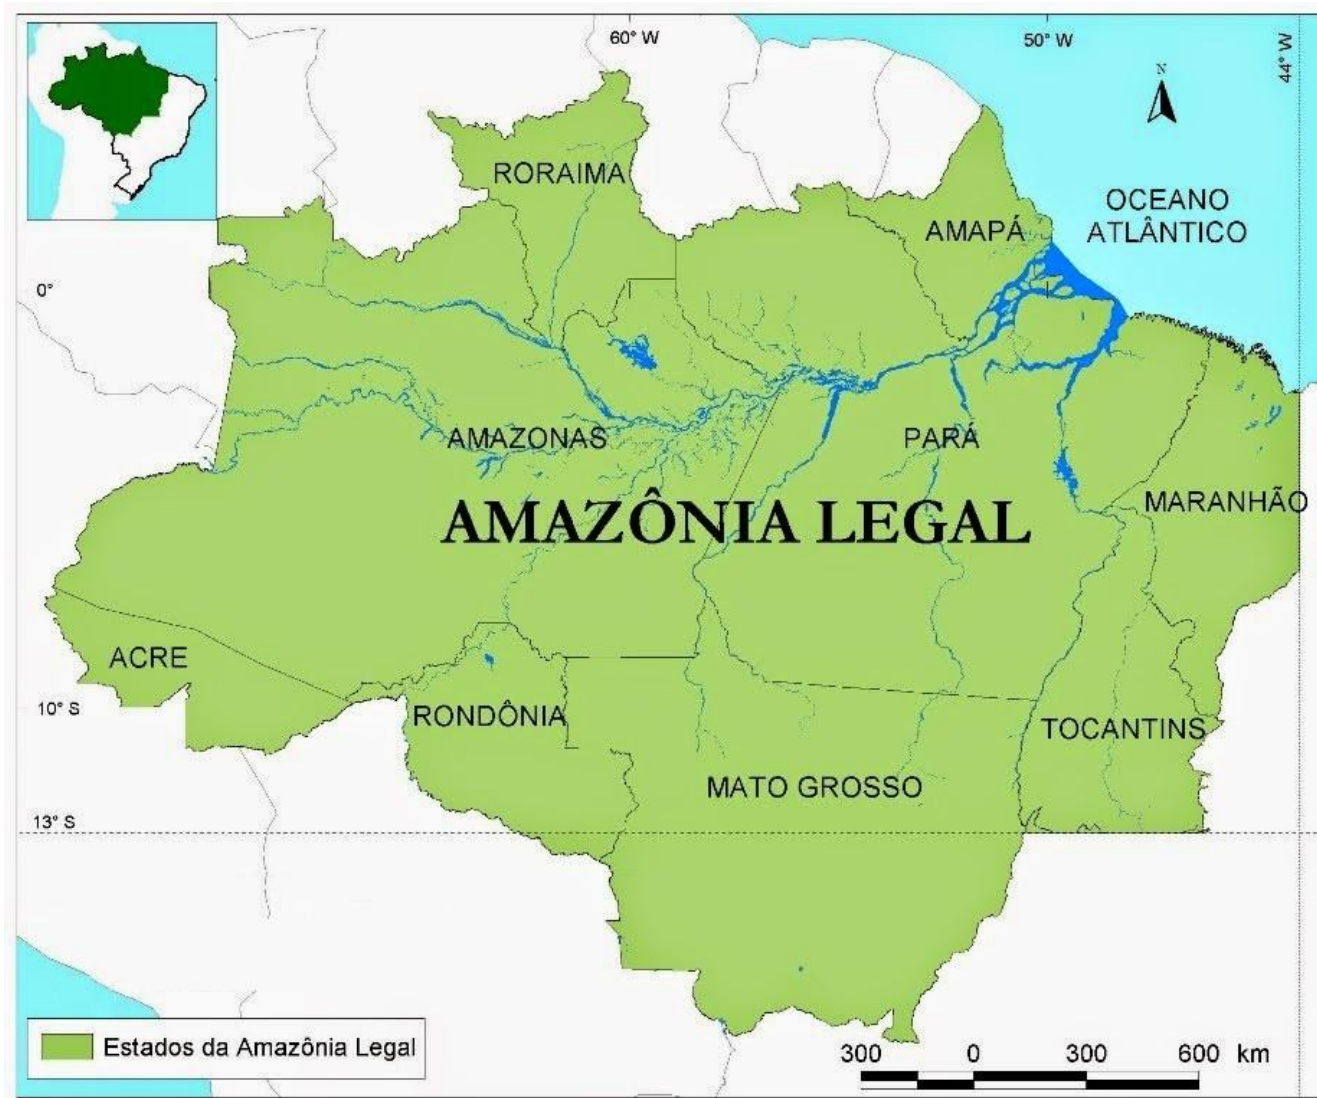 60° W
50° W
44° W
N
RORAIMA
OCEANO
ATLÂNTICO
AMAPÁ
0°
AMAZONAS
PARÁ
MARANHÃO
AMAZÔNIA LEGAL
ACRE
10° S
RONDÔNIA
TOCANTINS
MATO GROSSO
13° S
Estados da Amazônia Legal
300 0 300 600 km